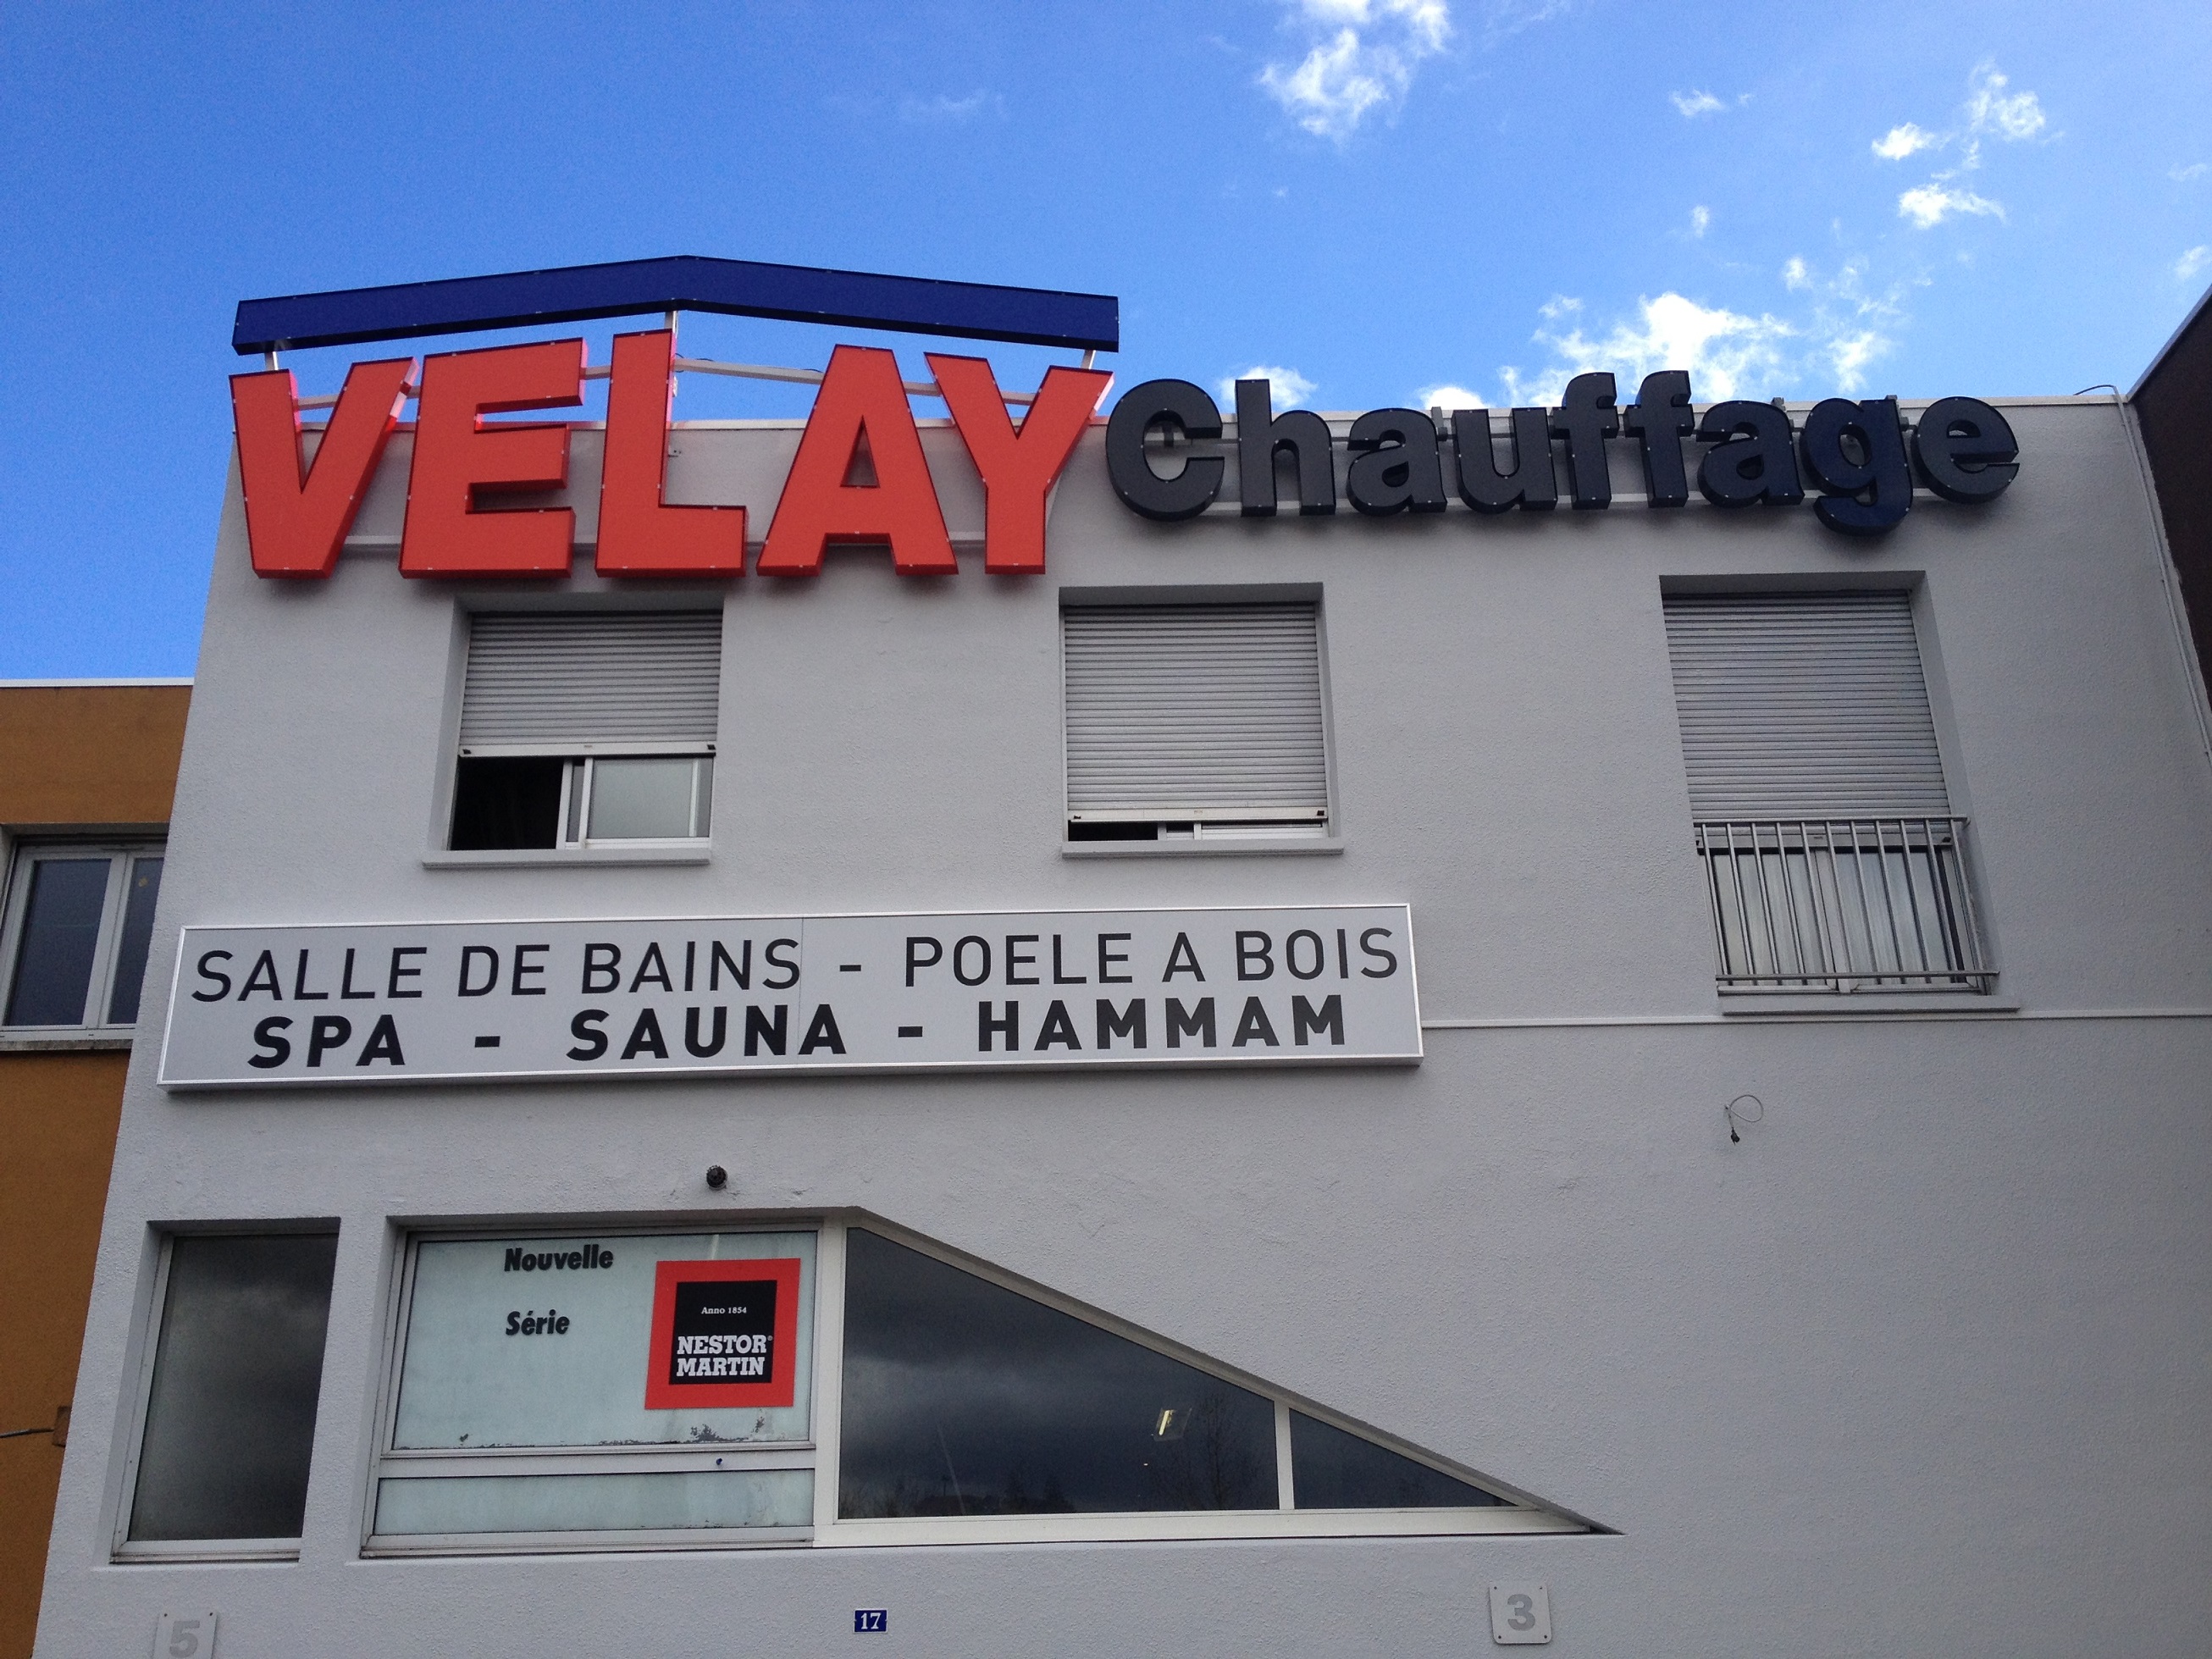 VELAY Chauffage
SALLE DE BAINS - POELE A BOIS
SPA - SAUNA - HAMMAM
Nouvelle
Série
Anno 1854
NESTOR®
MARTIN
5
17
3